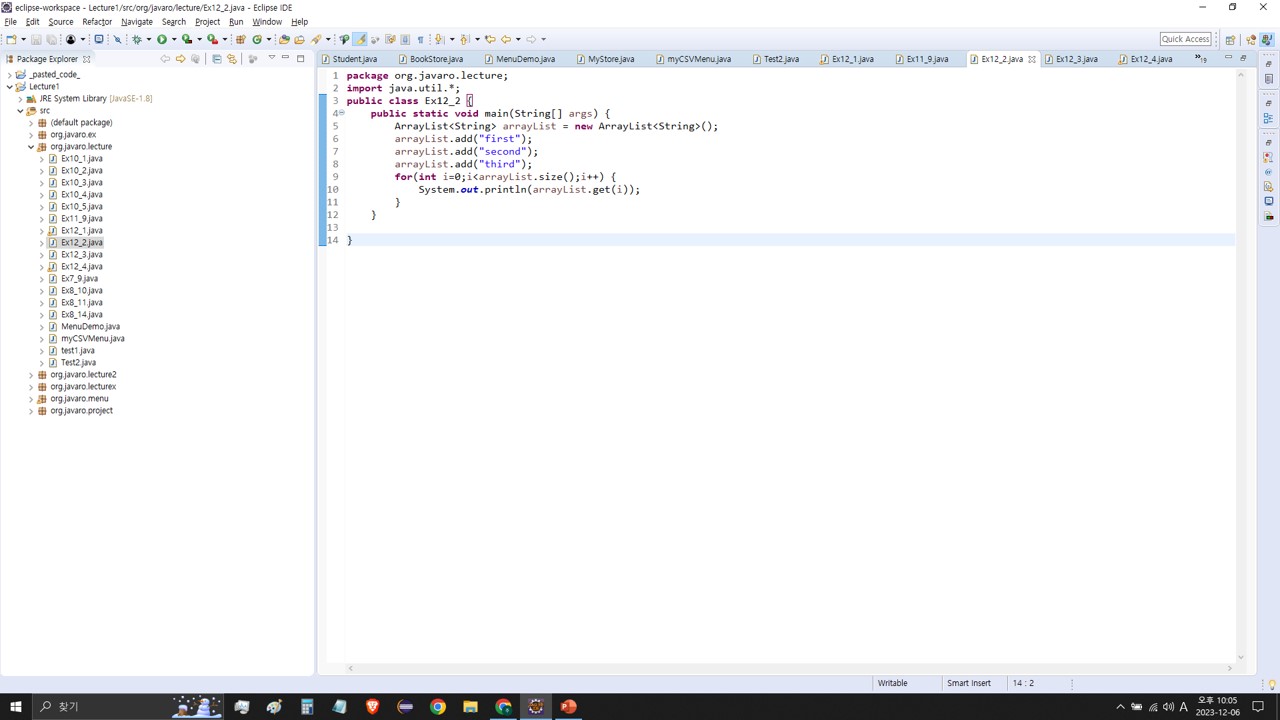 eclipse-workspace - Lecture1/src/org/javaro/lecture/Ex12_2.java - Eclipse IDE
File Edit Source Refactor Navigate Search Project Run Window Help
Quick Access
Package Explorer
_pasted_code_
Lecture1
JRE System Library [JavaSE-1.8]
src
(default package)
org.javaro.ex
org.javaro.lecture
Ex10_1.java
Ex10_2.java
Ex10_3.java
Ex10_4.java
Ex10_5.java
Ex11_9.java
Ex12_1.java
Ex12_2.java
Ex12_3.java
Ex12_4.java
Ex7_9.java
Ex8_10.java
Ex8_11.java
Ex8_14.java
MenuDemo.java
myCSVMenu.java
test1.java
Test2.java
org.javaro.lecture2
org.javaro.lecturex
org.javaro.menu
org.javaro.project
Student.java BookStore.java MenuDemo.java MyStore.java myCSVMenu.java Test2.java Ex12_1.java Ex11_9.java Ex12_2.java Ex12_3.java Ex12_4.java »19
1 package org.javaro.lecture;
2 import java.util.*;
3 public class Ex12_2 {
4 public static void main(String[] args) {
5 ArrayList<String> arrayList = new ArrayList<String>();
6 arrayList.add("first");
7 arrayList.add("second");
8 arrayList.add("third");
9 for(int i=0;i<arrayList.size();i++) {
10 System.out.println(arrayList.get(i));
11 }
12 }
13
14 }
Writable Smart Insert 14 : 2
찾기
A 오후 10:05
2023-12-06